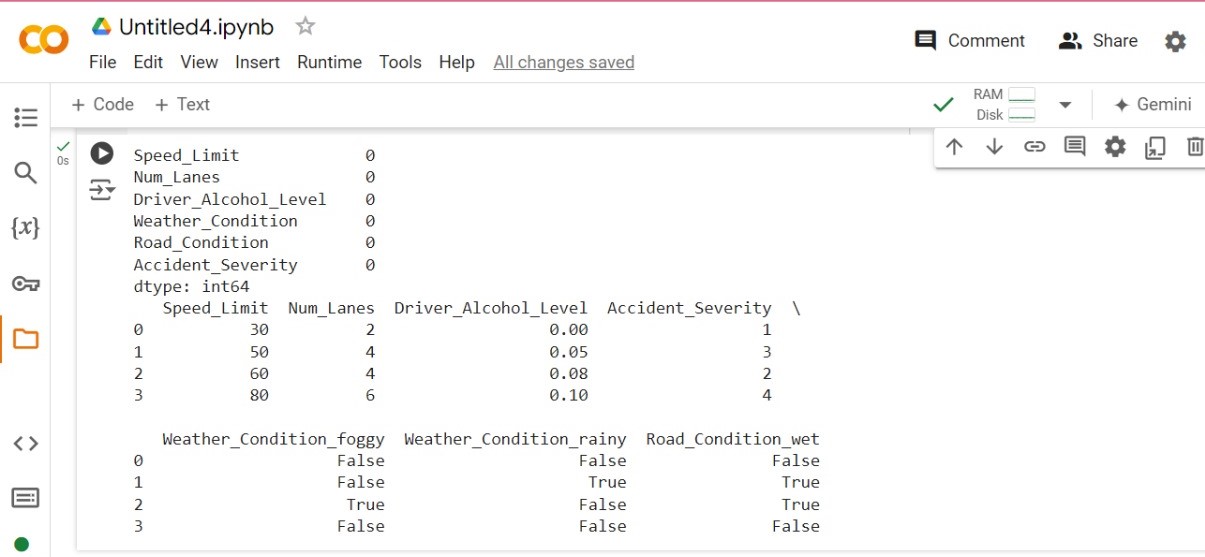 Untitled4.ipynb
File Edit View Insert Runtime Tools Help All changes saved
Comment Share
+ Code + Text
RAM
Disk
Gemini
0s
{x}
Speed_Limit 0
Num_Lanes 0
Driver_Alcohol_Level 0
Weather_Condition 0
Road_Condition 0
Accident_Severity 0
dtype: int64
Speed_Limit Num_Lanes Driver_Alcohol_Level Accident_Severity \
0 30 2 0.00 1
1 50 4 0.05 3
2 60 4 0.08 2
3 80 6 0.10 4
Weather_Condition_foggy Weather_Condition_rainy Road_Condition_wet
0 False False False
1 False True True
2 True False True
3 False False False